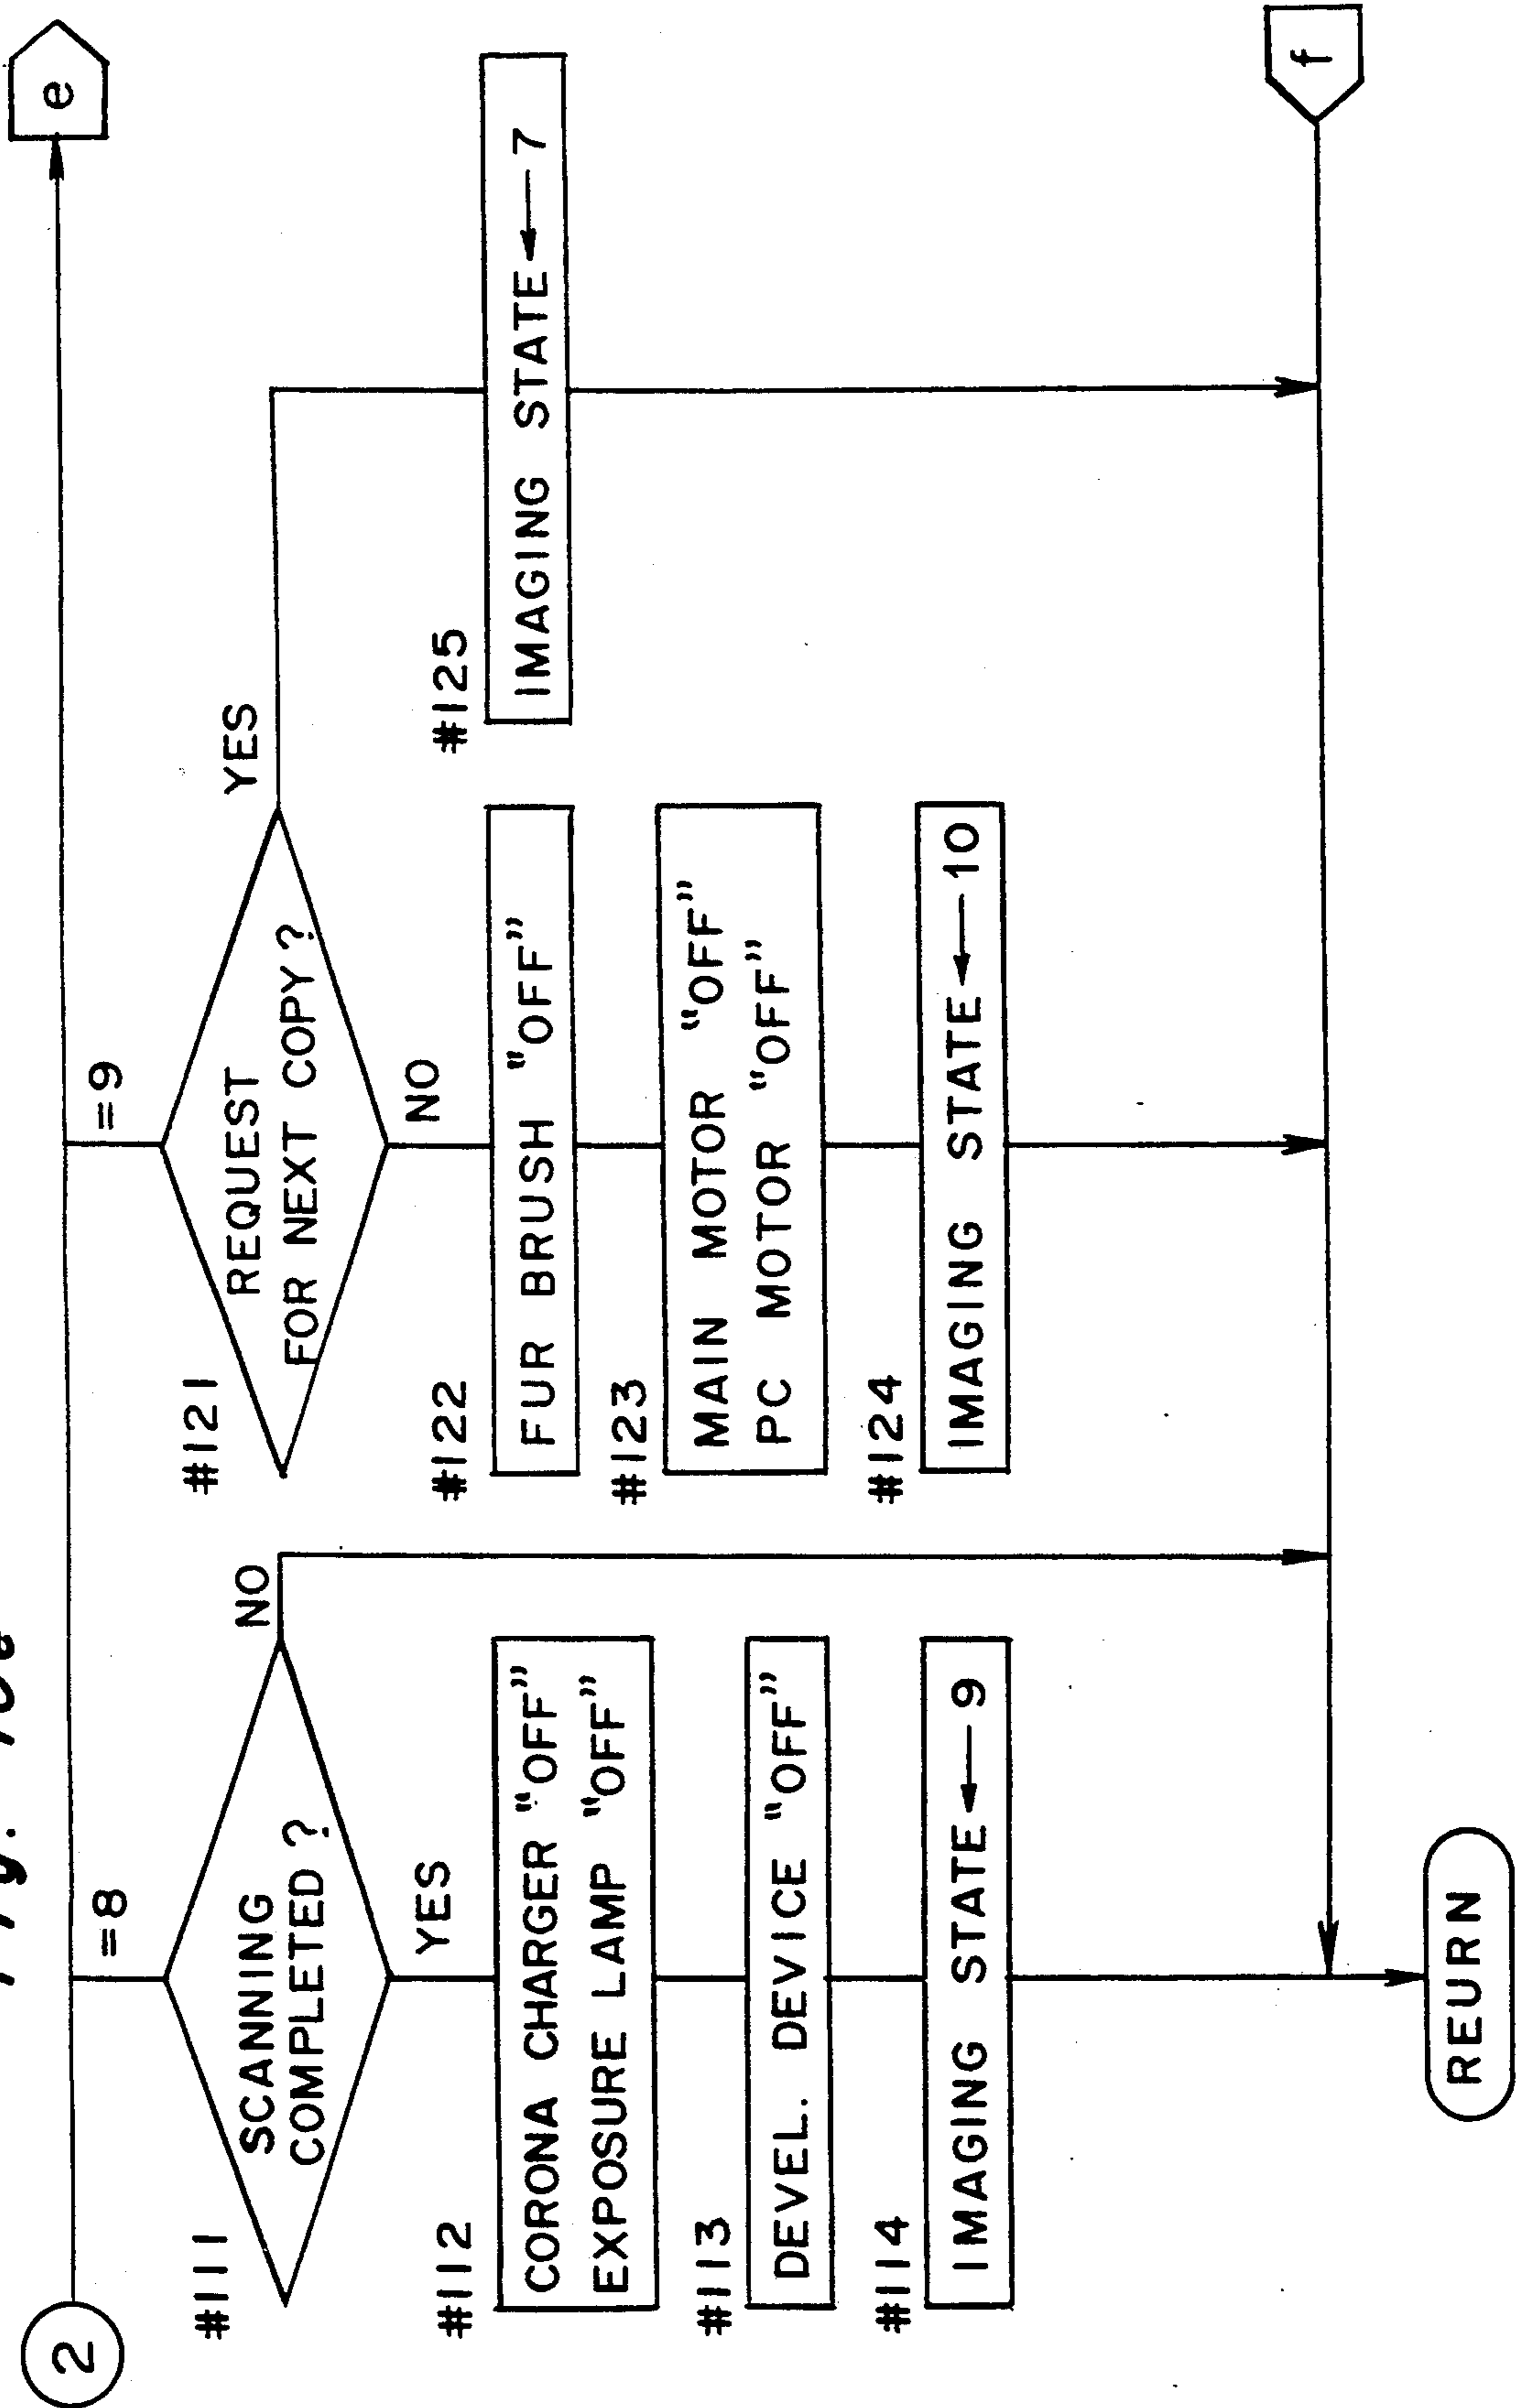 2
e
=8
#111
SCANNING
COMPLETED ?
NO
YES
#112
CORONA CHARGER "OFF"
EXPOSURE LAMP "OFF"
#113
DEVEL. DEVICE "OFF"
#114
IMAGING STATE ← 9
=9
#121
REQUEST
FOR NEXT COPY ?
YES
NO
#122
FUR BRUSH "OFF"
#123
MAIN MOTOR "OFF"
PC MOTOR "OFF"
#124
IMAGING STATE ← 10
#125
IMAGING STATE ← 7
f
REURN